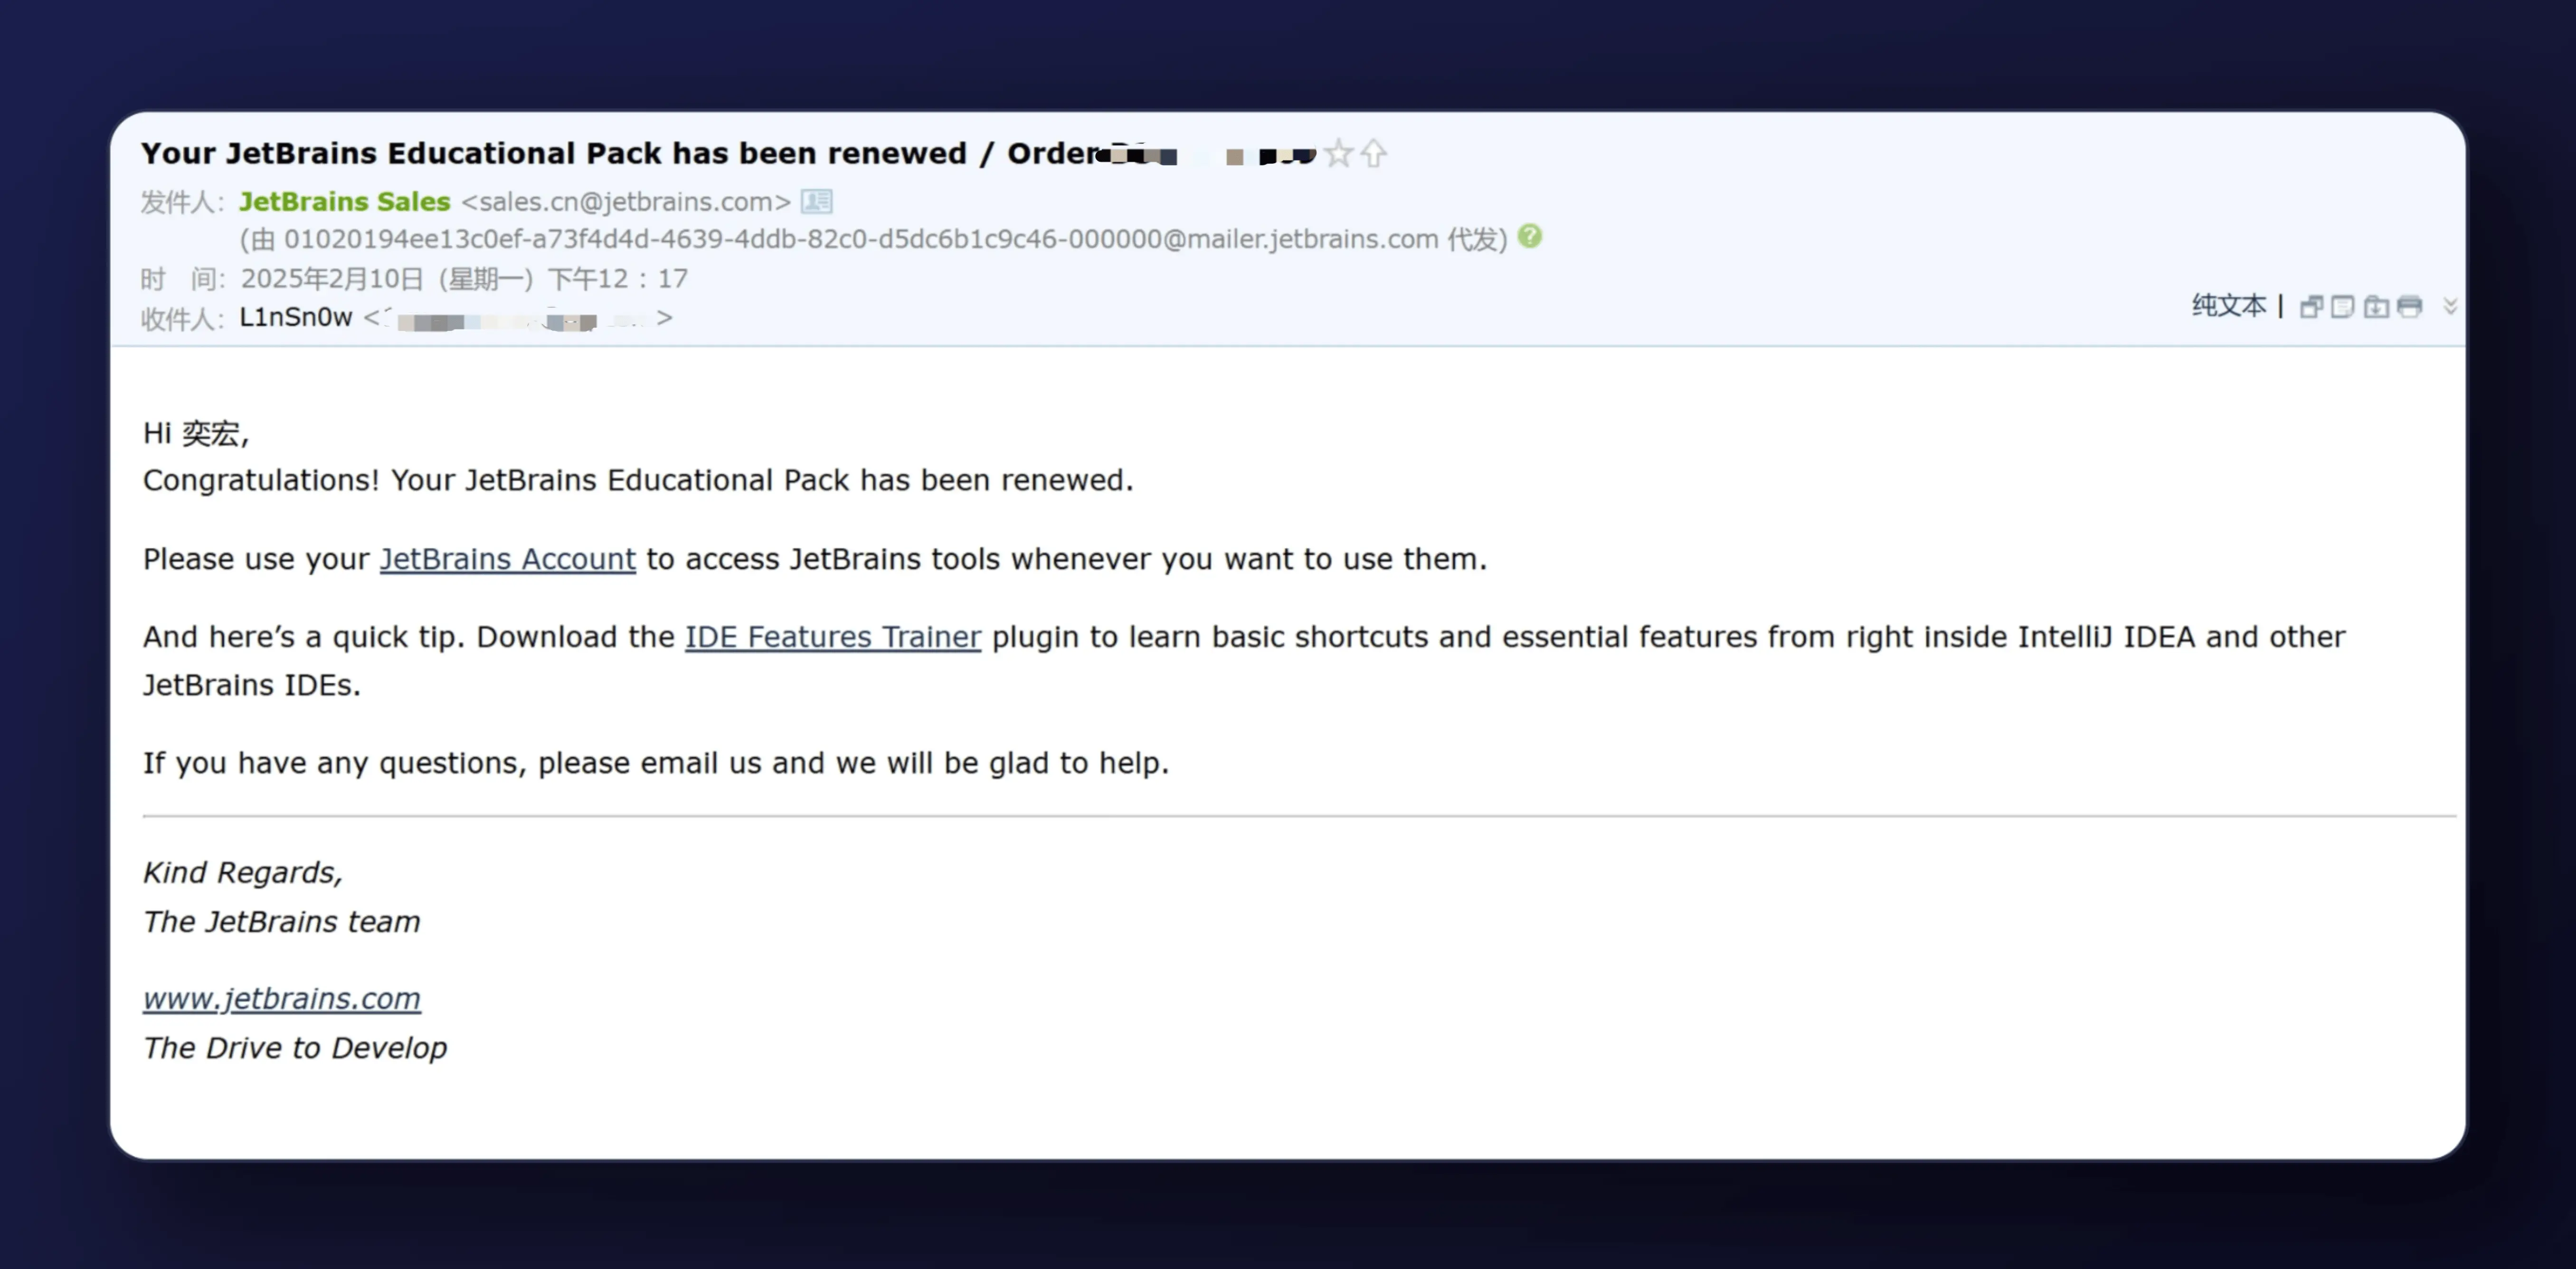 Your JetBrains Educational Pack has been renewed / Order
发件人: JetBrains Sales <sales.cn@jetbrains.com>
(由 01020194ee13c0ef-a73f4d4d-4639-4ddb-82c0-d5dc6b1c9c46-000000@mailer.jetbrains.com 代发) ?
时 间: 2025年2月10日 (星期一) 下午12 : 17
收件人: L1nSn0w < >
纯文本 |
Hi 奕宏,
Congratulations! Your JetBrains Educational Pack has been renewed.
Please use your JetBrains Account to access JetBrains tools whenever you want to use them.
And here’s a quick tip. Download the IDE Features Trainer plugin to learn basic shortcuts and essential features from right inside IntelliJ IDEA and other
JetBrains IDEs.
If you have any questions, please email us and we will be glad to help.
Kind Regards,
The JetBrains team
www.jetbrains.com
The Drive to Develop